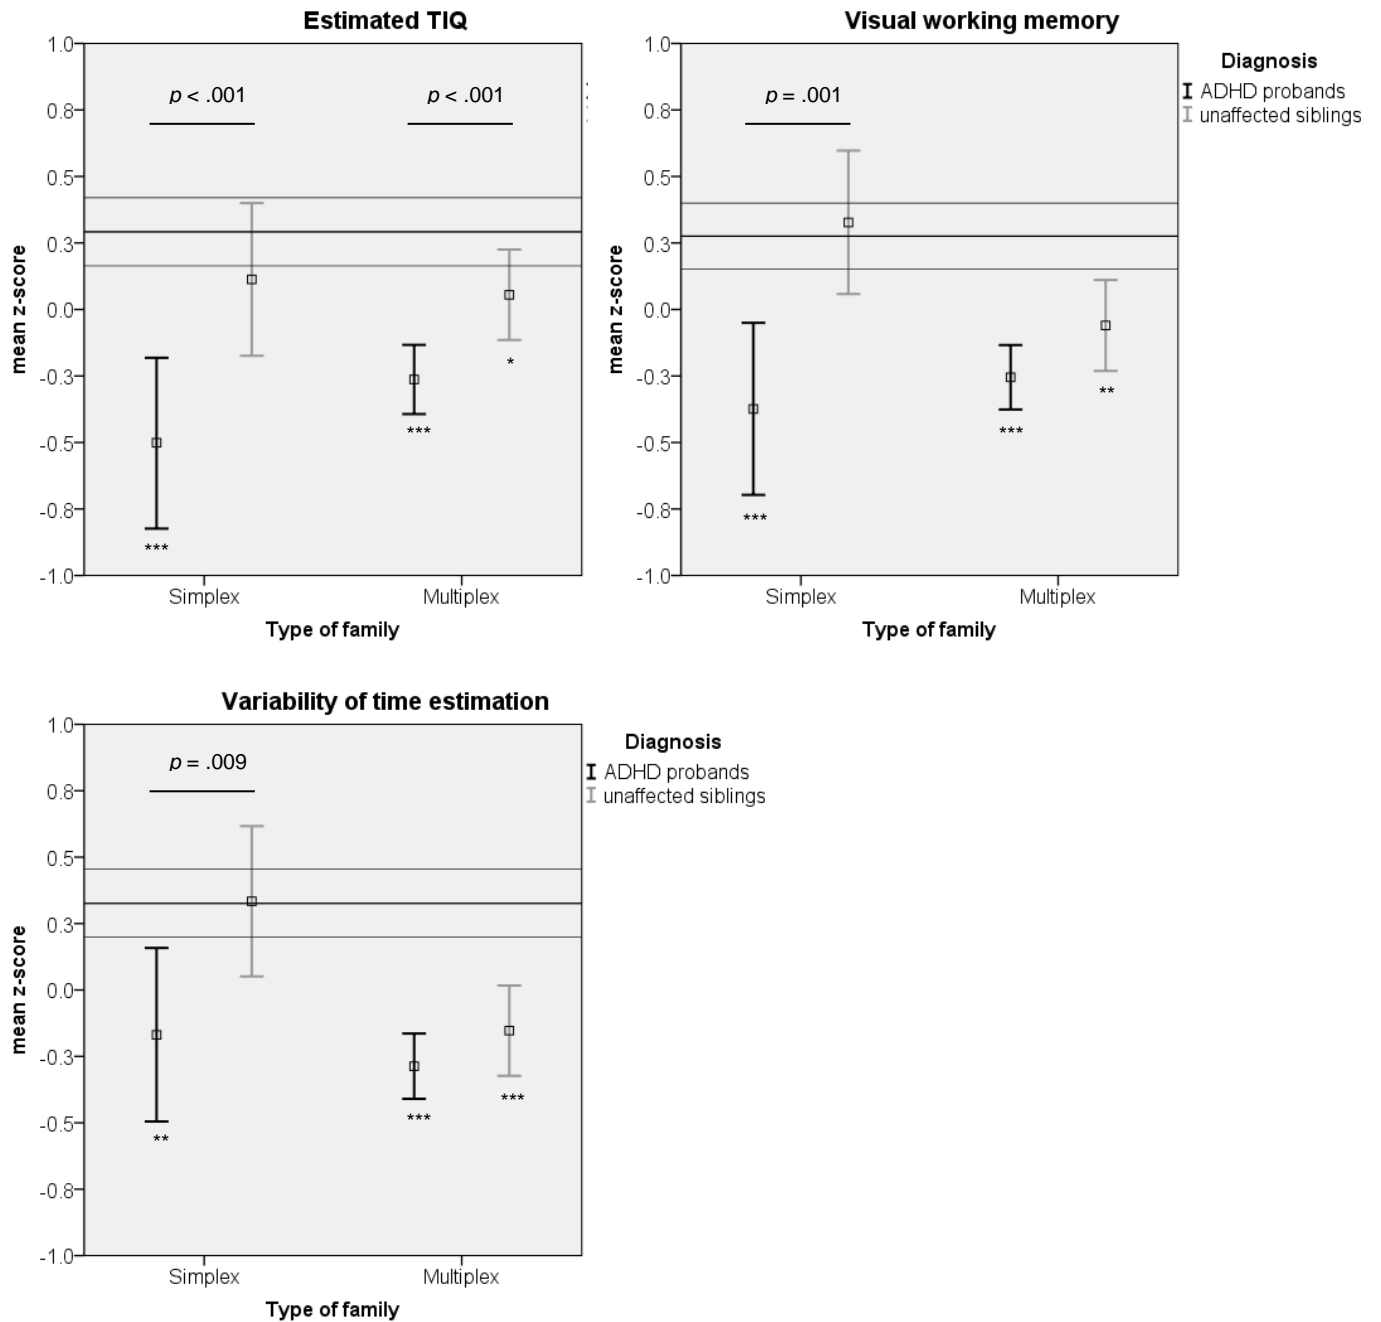 Estimated TIQ
1.0
0.8
0.5
0.3
0.0
-0.3
-0.5
-0.8
-1.0
mean z-score
p < .001
p < .001
***
***
*
Simplex
Multiplex
Type of family
Visual working memory
1.0
0.8
0.5
0.3
0.0
-0.3
-0.5
-0.8
-1.0
mean z-score
p = .001
***
***
**
Simplex
Multiplex
Type of family
Diagnosis
ADHD probands
unaffected siblings
Variability of time estimation
1.0
0.8
0.5
0.3
0.0
-0.3
-0.5
-0.8
-1.0
mean z-score
p = .009
**
***
***
Simplex
Multiplex
Type of family
Diagnosis
ADHD probands
unaffected siblings